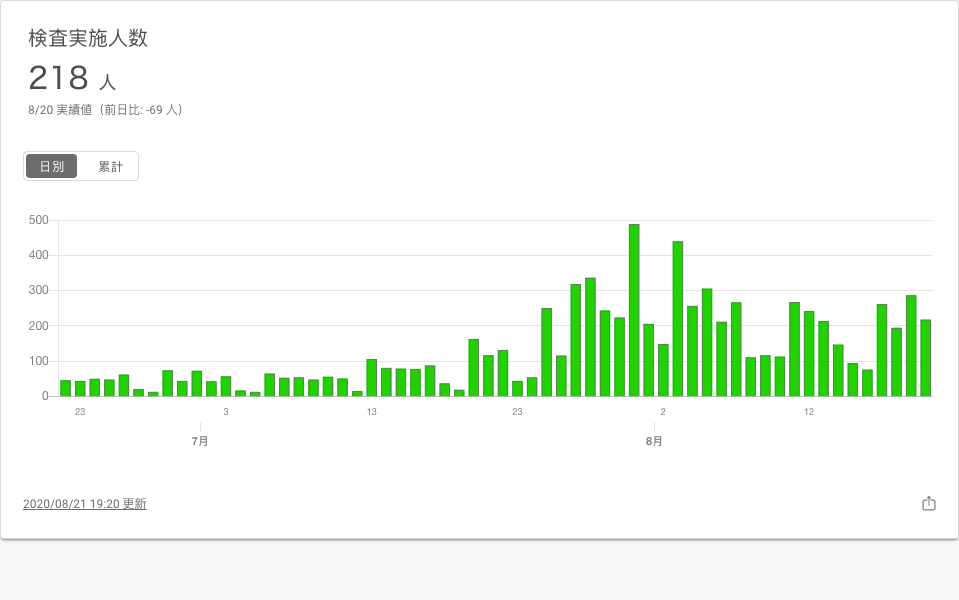 検査実施人数
218 人
8/20 実績値（前日比: -69 人）
日別 累計
500
400
300
200
100
0
23 3 13 23 2 12
7月 8月
2020/08/21 19:20 更新